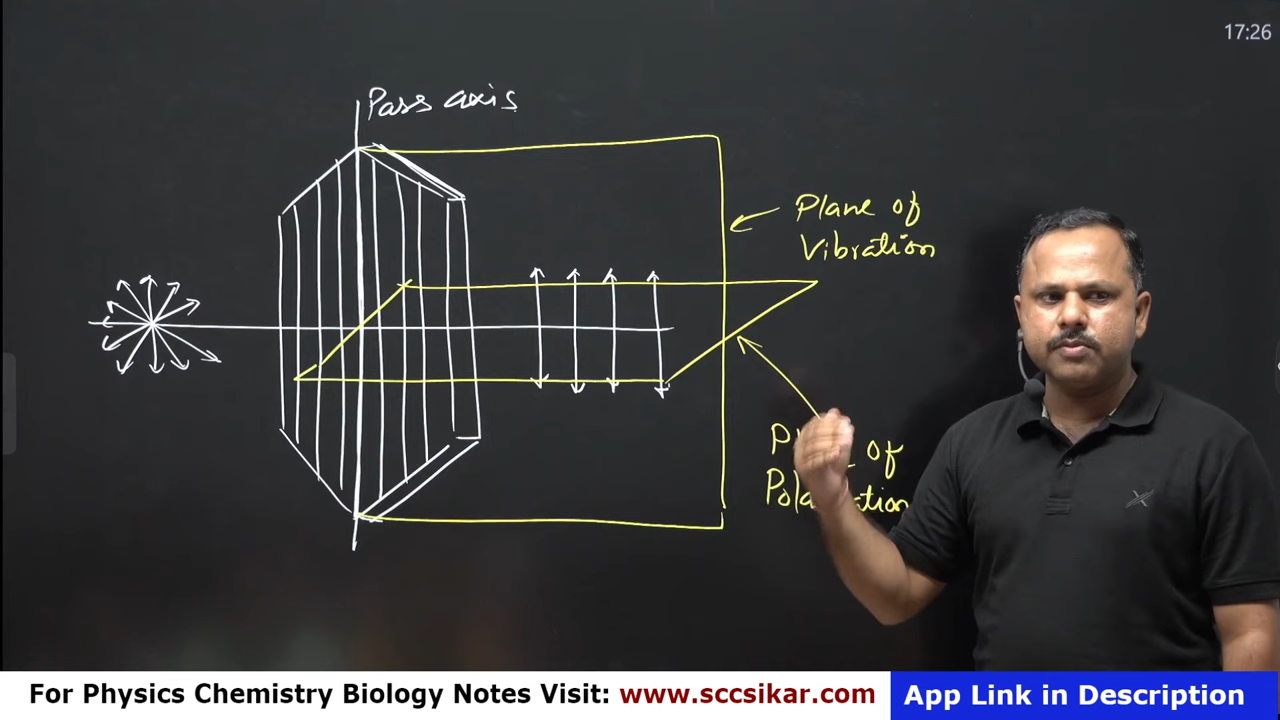 17:26
Pass axis
Plane of
Vibration
of
For Physics Chemistry Biology Notes Visit: www.sccsikar.com
App Link in Description